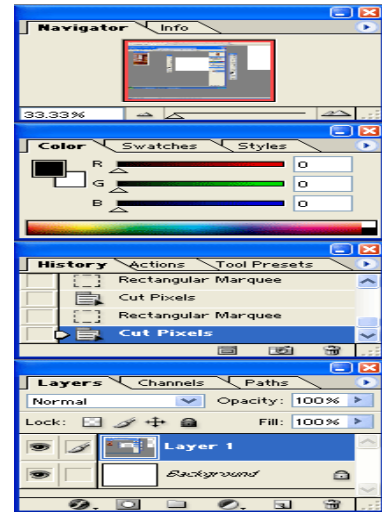 Navigator Info
33.33%
Color Swatches Styles
R 0
G 0
B 0
History Actions Tool Presets
Rectangular Marquee
Cut Pixels
Rectangular Marquee
Cut Pixels
Layers Channels Paths
Normal Opacity: 100%
Lock: Fill: 100%
Layer 1
Background